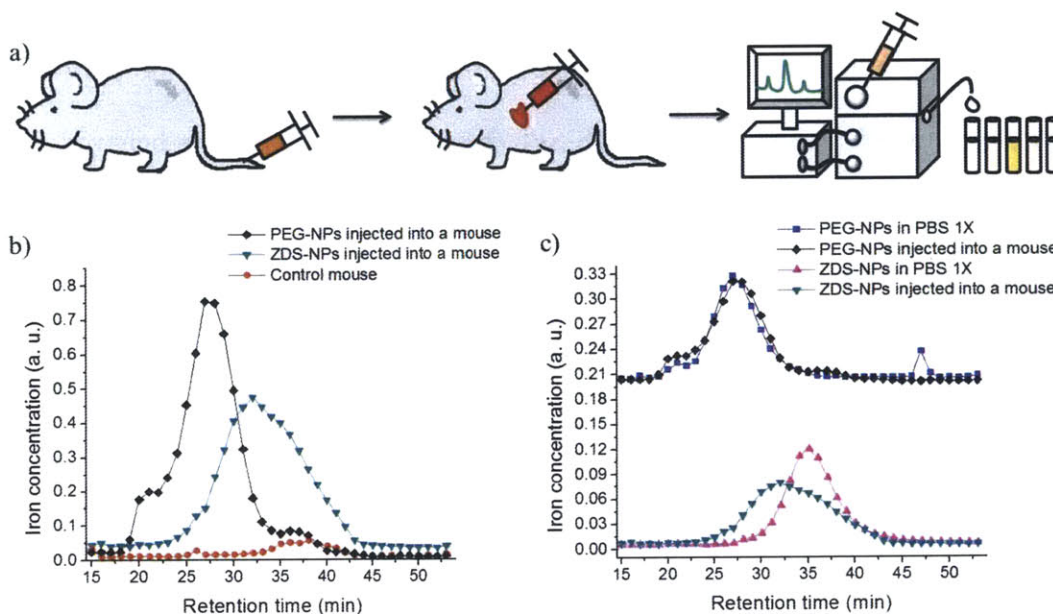 a)
b)
PEG-NPs injected into a mouse
ZDS-NPs injected into a mouse
Control mouse
Iron concentration (a. u.)
0.8
0.7
0.6
0.5
0.4
0.3
0.2
0.1
0.0
15 20 25 30 35 40 45 50
Retention time (min)
c)
PEG-NPs in PBS 1X
PEG-NPs injected into a mouse
ZDS-NPs in PBS 1X
ZDS-NPs injected into a mouse
Iron concentration (a. u.)
0.33
0.30
0.27
0.24
0.21
0.15
0.12
0.09
0.06
0.03
0.00
15 20 25 30 35 40 45 50
Retention time (min)